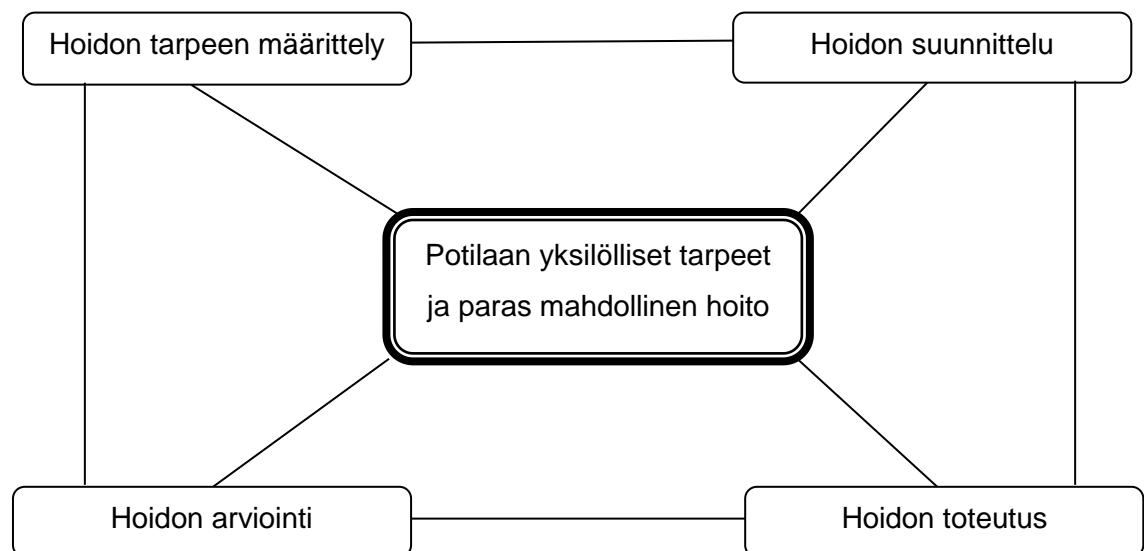 Hoidon tarpeen määrittely
Hoidon suunnittelu
Potilaan yksilölliset tarpeet
ja paras mahdollinen hoito
Hoidon arviointi
Hoidon toteutus